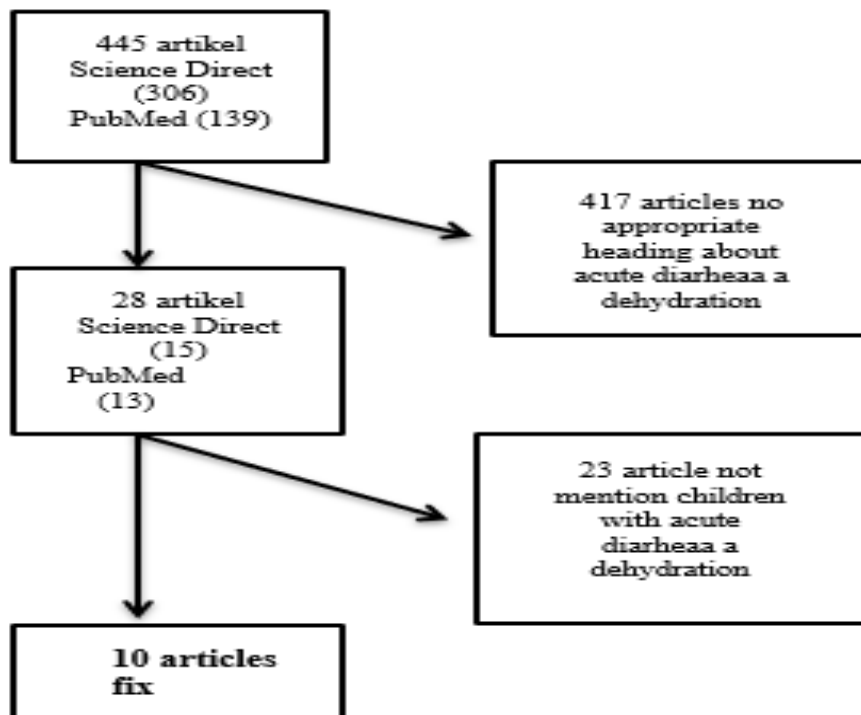 445 artikel
Science Direct
(306)
PubMed (139)
417 articles no
appropriate
heading about
acute diarheaa a
dehydration
28 artikel
Science Direct
(15)
PubMed
(13)
23 article not
mention children
with acute
diarheaa a
dehydration
10 articles
fix